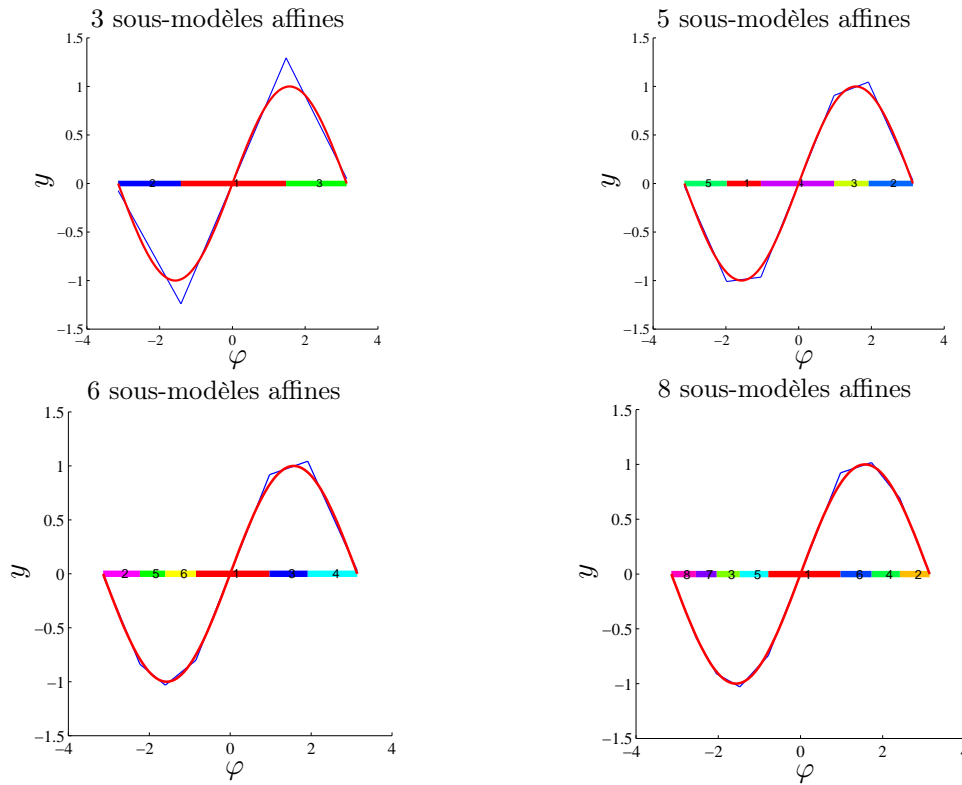 3 sous-modèles affines
1.5
1
0.5
0
−0.5
−1
−1.5
y
2 1 3
−4 −2 0 2 4
φ
5 sous-modèles affines
1.5
1
0.5
0
−0.5
−1
−1.5
y
5 1 4 3 2
−4 −2 0 2 4
φ
6 sous-modèles affines
1.5
1
0.5
0
−0.5
−1
−1.5
y
2 5 6 1 3 4
−4 −2 0 2 4
φ
8 sous-modèles affines
1.5
1
0.5
0
−0.5
−1
−1.5
y
8 7 3 5 1 6 4 2
−4 −2 0 2 4
φ